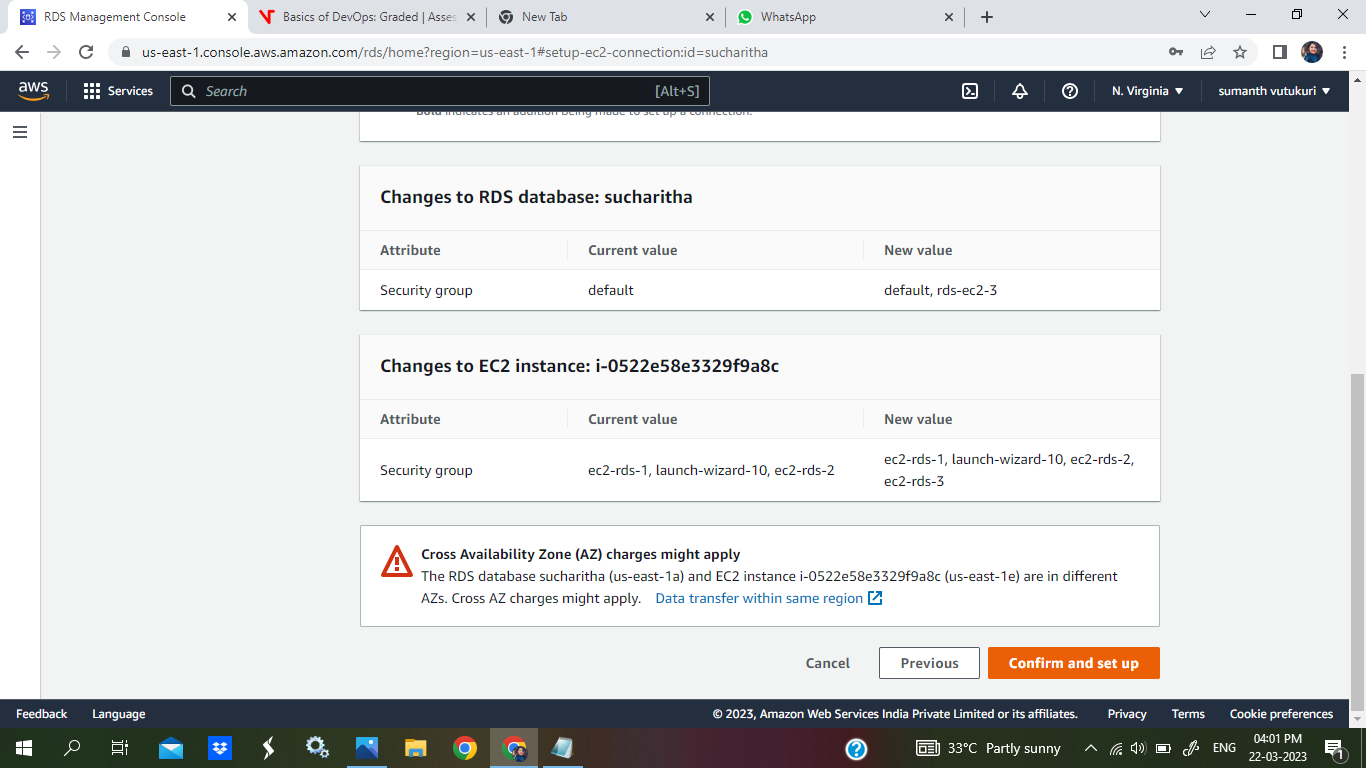 RDS Management Console
Basics of DevOps: Graded | Asses
New Tab
WhatsApp
us-east-1.console.aws.amazon.com/rds/home?region=us-east-1#setup-ec2-connection:id=sucharitha
aws
Services
Search
[Alt+S]
N. Virginia
sumanth vutukuri
Bold indicates an addition being made to set up a connection.
Changes to RDS database: sucharitha
Attribute Current value New value
Security group default default, rds-ec2-3
Changes to EC2 instance: i-0522e58e3329f9a8c
Attribute Current value New value
Security group ec2-rds-1, launch-wizard-10, ec2-rds-2 ec2-rds-1, launch-wizard-10, ec2-rds-2,
ec2-rds-3
Cross Availability Zone (AZ) charges might apply
The RDS database sucharitha (us-east-1a) and EC2 instance i-0522e58e3329f9a8c (us-east-1e) are in different
AZs. Cross AZ charges might apply. Data transfer within same region
Cancel Previous Confirm and set up
Feedback Language © 2023, Amazon Web Services India Private Limited or its affiliates. Privacy Terms Cookie preferences
33°C Partly sunny
ENG
04:01 PM
22-03-2023
1